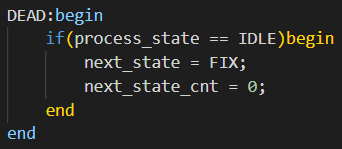 DEAD:begin
    if(process_state == IDLE)begin
        next_state = FIX;
        next_state_cnt = 0;
    end
end